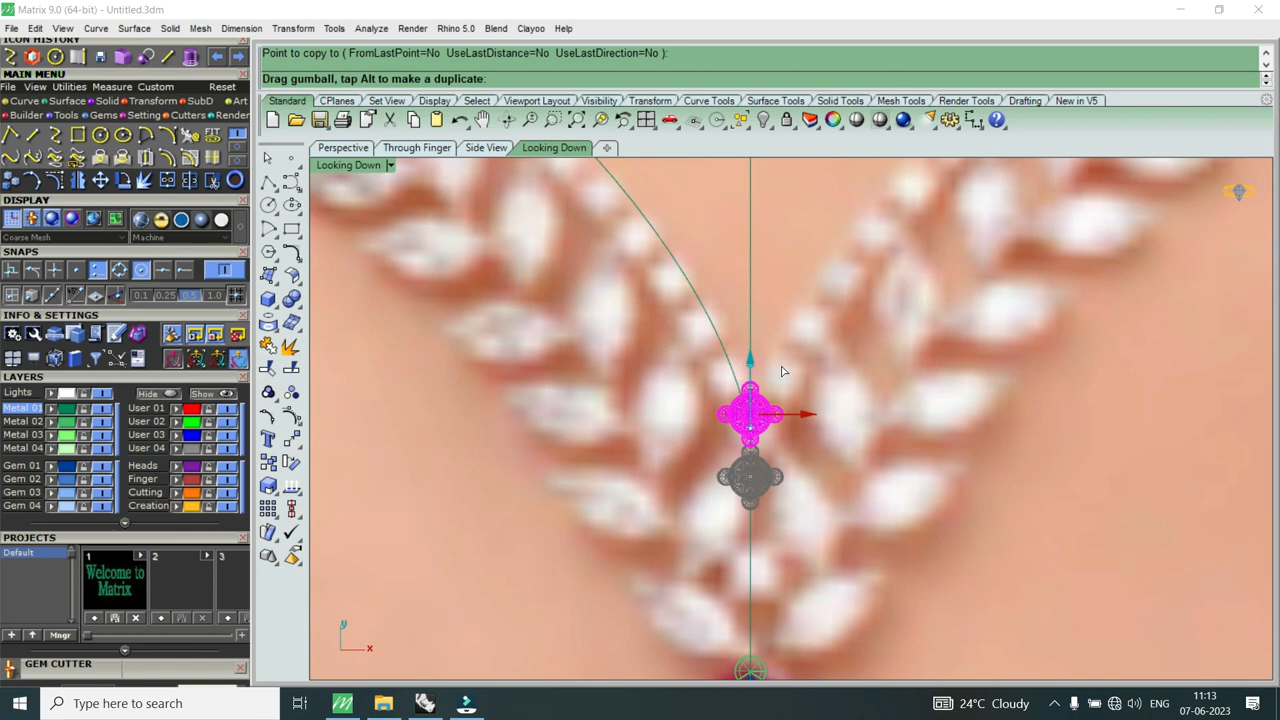 Matrix 9.0 (64-bit) - Untitled.3dm
File Edit View Curve Surface Solid Mesh Dimension Transform Tools Analyze Render Rhino 5.0 Blend Clayoo Help
ICON HISTORY
Point to copy to ( FromLastPoint=No UseLastDistance=No UseLastDirection=No ):
MAIN MENU
Drag gumball, tap Alt to make a duplicate:
File View Utilities Measure Custom Reset
Curve Surface Solid Transform SubD Art
Builder Tools Gems Setting Cutters Render
Standard CPlanes Set View Display Select Viewport Layout Visibility Transform Curve Tools Surface Tools Solid Tools Mesh Tools Render Tools Drafting New in V5
FIT
Perspective Through Finger Side View Looking Down
Looking Down
DISPLAY
Coarse Mesh Machine
SNAPS
0.1 0.25 0.5 1.0
INFO & SETTINGS
LAYERS
Lights Hide Show
Metal 01 User 01
Metal 02 User 02
Metal 03 User 03
Metal 04 User 04
Gem 01 Heads
Gem 02 Finger
Gem 03 Cutting
Gem 04 Creation
PROJECTS
Default 1 2 3
Welcome to Matrix
Mngr
GEM CUTTER
y
x
Type here to search
24°C Cloudy ENG 11:13
07-06-2023